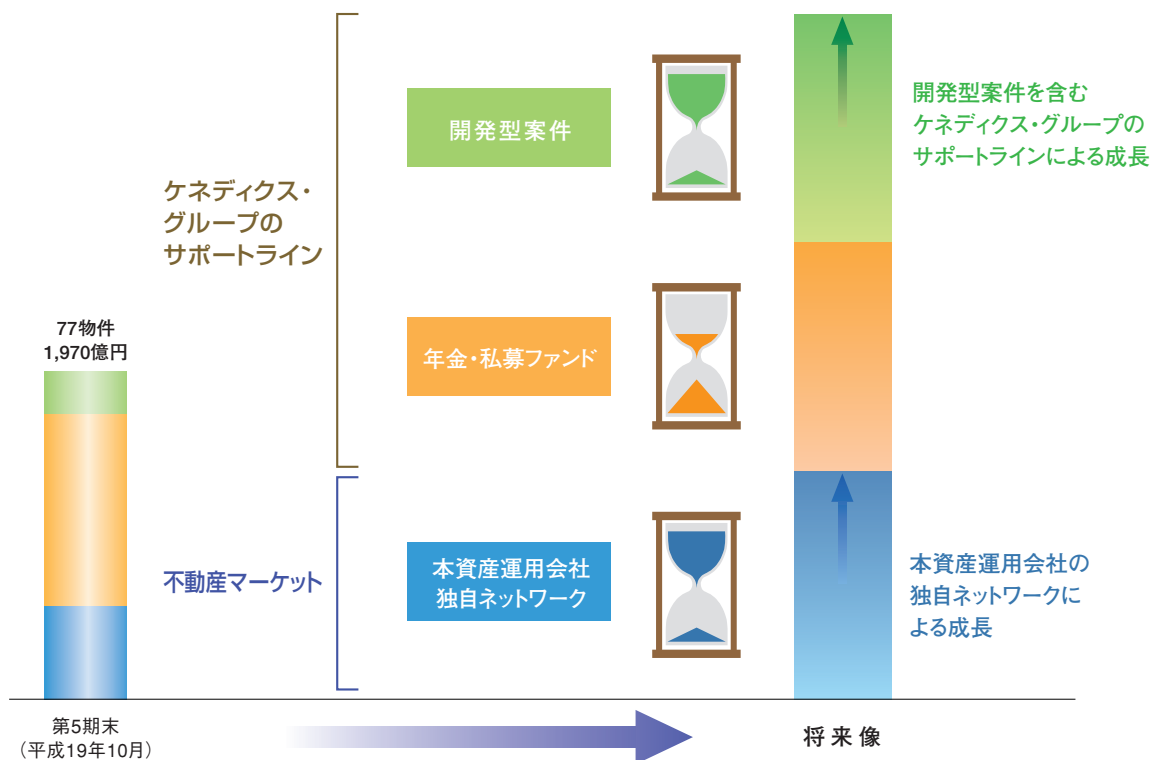 77物件
1,970億円
第5期末
（平成19年10月）
ケネディクス・
グループの
サポートライン
不動産マーケット
開発型案件
年金・私募ファンド
本資産運用会社
独自ネットワーク
開発型案件を含む
ケネディクス・グループの
サポートラインによる成長
本資産運用会社の
独自ネットワークに
よる成長
将来像